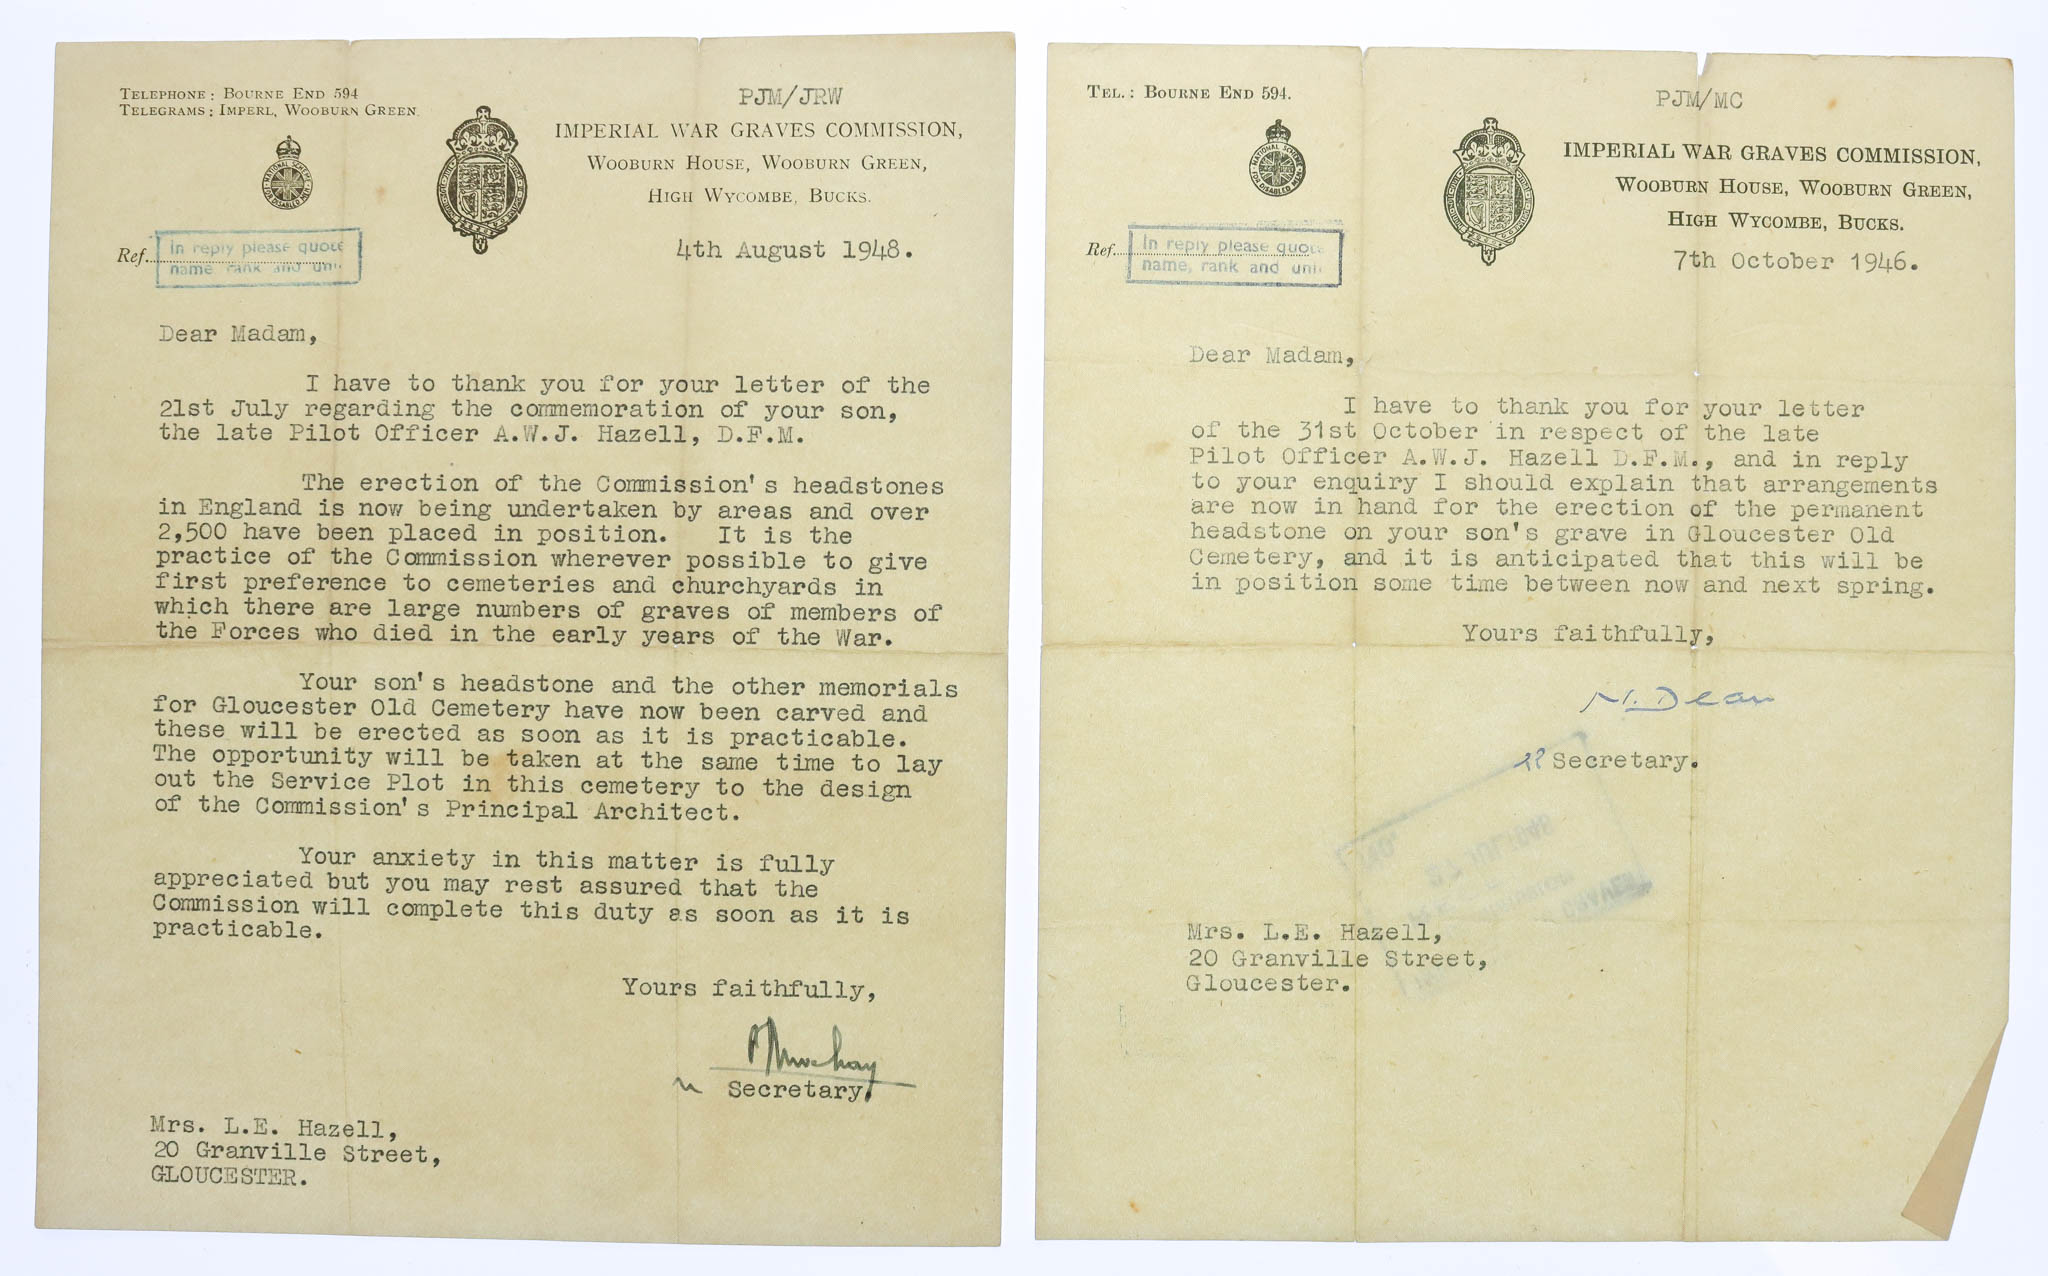 TELEPHONE: BOURNE END 594
TELEGRAMS: IMPERL, WOOBURN GREEN.
NATIONAL SCHEME
FOR DISABLED MEN
PJM/JRW
IMPERIAL WAR GRAVES COMMISSION,
WOOBURN HOUSE, WOOBURN GREEN,
HIGH WYCOMBE, BUCKS.
Ref.
In reply please quote
name rank and uni
4th August 1948.
Dear Madam,
I have to thank you for your letter of the
21st July regarding the commemoration of your son,
the late Pilot Officer A.W.J. Hazell, D.F.M.
The erection of the Commission's headstones
in England is now being undertaken by areas and over
2,500 have been placed in position. It is the
practice of the Commission wherever possible to give
first preference to cemeteries and churchyards in
which there are large numbers of graves of members of
the Forces who died in the early years of the War.
Your son's headstone and the other memorials
for Gloucester Old Cemetery have now been carved and
these will be erected as soon as it is practicable.
The opportunity will be taken at the same time to lay
out the Service Plot in this cemetery to the design
of the Commission's Principal Architect.
Your anxiety in this matter is fully
appreciated but you may rest assured that the
Commission will complete this duty as soon as it is
practicable.
Yours faithfully,
Secretary.
Mrs. L.E. Hazell,
20 Granville Street,
GLOUCESTER.
TEL.: BOURNE END 594.
NATIONAL SCHEME
FOR DISABLED MEN
PJM/MC
IMPERIAL WAR GRAVES COMMISSION,
WOOBURN HOUSE, WOOBURN GREEN,
HIGH WYCOMBE, BUCKS.
Ref.
In reply please quote
name, rank and uni
7th October 1946.
Dear Madam,
I have to thank you for your letter
of the 31st October in respect of the late
Pilot Officer A.W.J. Hazell D.F.M., and in reply
to your enquiry I should explain that arrangements
are now in hand for the erection of the permanent
headstone on your son's grave in Gloucester Old
Cemetery, and it is anticipated that this will be
in position some time between now and next spring.
Yours faithfully,
N. Dean
Secretary.
Mrs. L.E. Hazell,
20 Granville Street,
Gloucester.